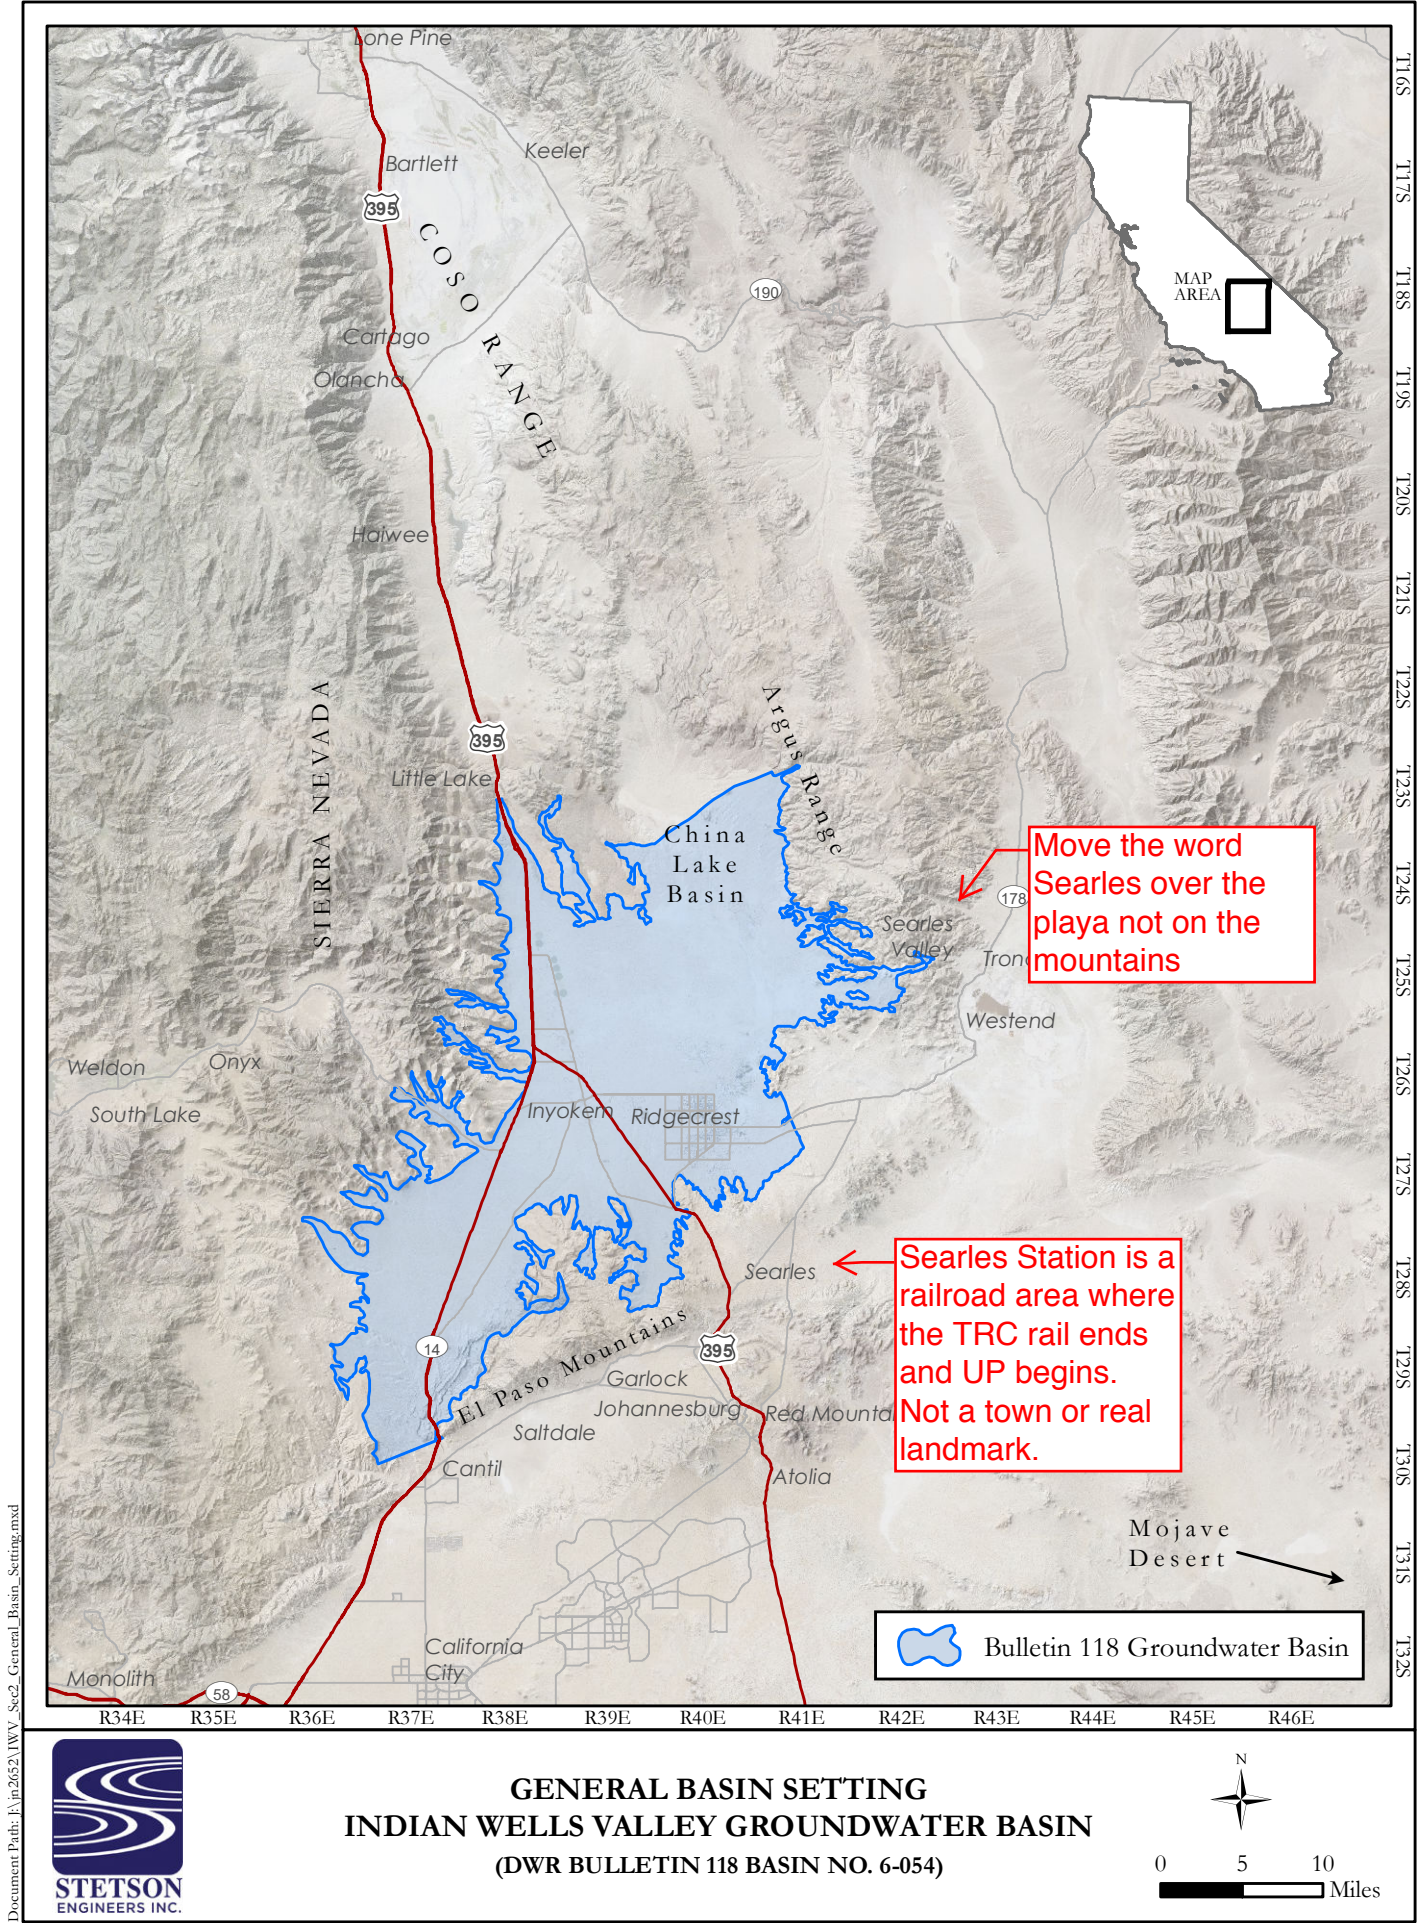 Lone Pine
Keeler
Bartlett
395
COSO RANGE
190
MAP
AREA
Cartago
Olancha
Haiwee
SIERRA NEVADA
395
Little Lake
Argus Range
China
Lake
Basin
Move the word
Searles over the
playa not on the
mountains
178
Searles
Valley
Tron
Westend
Weldon
Onyx
South Lake
Inyokern
Ridgecrest
Searles
Searles Station is a
railroad area where
the TRC rail ends
and UP begins.
Not a town or real
landmark.
14
El Paso Mountains
395
Garlock
Johannesburg
Red Mounta
Saltdale
Cantil
Atolia
Mojave
Desert
California
City
Monolith
58
Bulletin 118 Groundwater Basin
T16S
T17S
T18S
T19S
T20S
T21S
T22S
T23S
T24S
T25S
T26S
T27S
T28S
T29S
T30S
T31S
T32S
R34E R35E R36E R37E R38E R39E R40E R41E R42E R43E R44E R45E R46E
Document Path: J:\jn2652\IWV_Sec2_General_Basin_Setting.mxd
STETSON
ENGINEERS INC.
GENERAL BASIN SETTING
INDIAN WELLS VALLEY GROUNDWATER BASIN
(DWR BULLETIN 118 BASIN NO. 6-054)
N
0 5 10
Miles